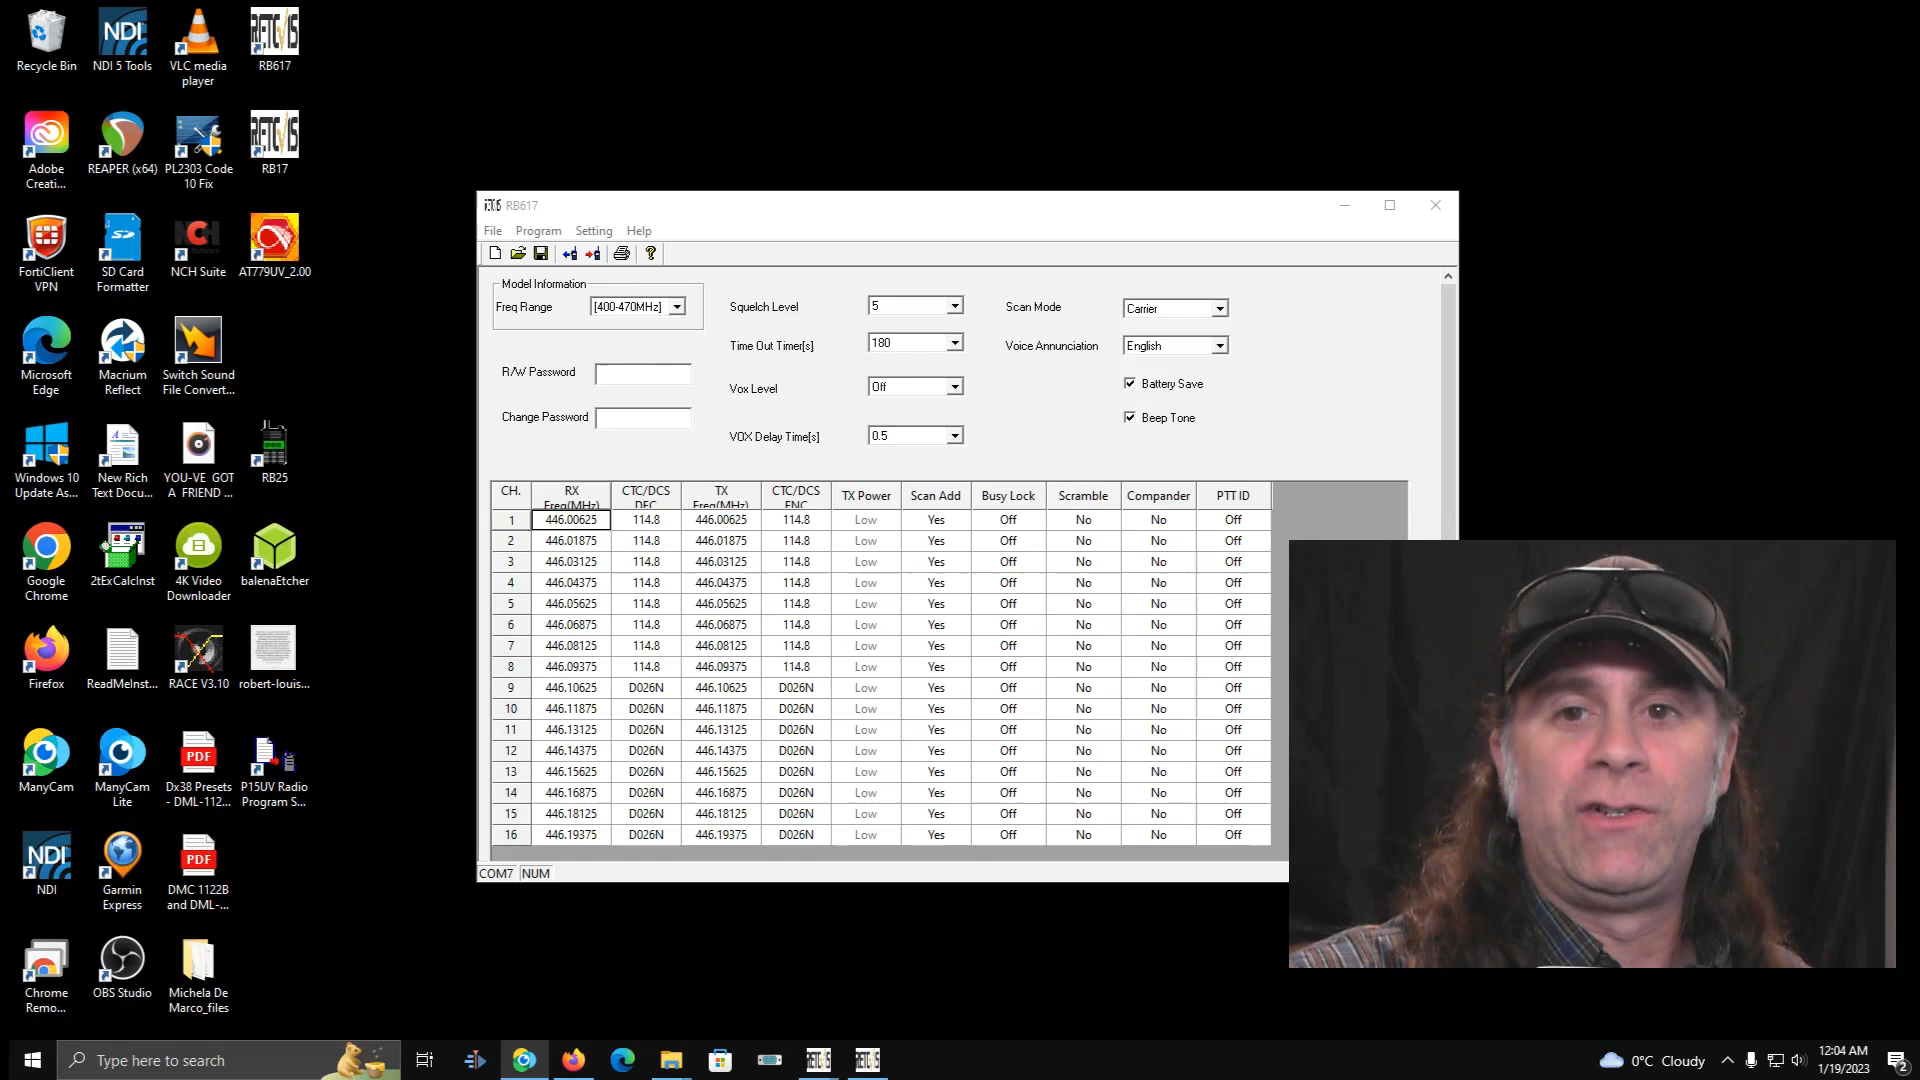 Recycle Bin
NDI
NDI 5 Tools
VLC media
player
RETEVIS
RB617
Adobe
Creati...
REAPER (x64)
PL2303 Code
10 Fix
RETEVIS
RB17
FortiClient
VPN
SD Card
Formatter
NCH
NCH Suite
AT779UV_2.00
Microsoft
Edge
Macrium
Reflect
Switch Sound
File Convert...
Windows 10
Update As...
New Rich
Text Docu...
YOU-VE GOT
A FRIEND ...
RB25
Google
Chrome
2tExCalcInst
4K Video
Downloader
balenaEtcher
Firefox
ReadMeInst...
RACE V3.10
robert-louis...
ManyCam
ManyCam
Lite
PDF
Dx38 Presets
- DML-112...
P15UV Radio
Program S...
NDI
NDI
Garmin
Express
PDF
DMC 1122B
and DML-...
Chrome
Remo...
OBS Studio
Michela De
Marco_files
RB617
File Program Setting Help
Model Information
Freq Range [400-470MHz]
R/W Password
Change Password
Squelch Level 5
Time Out Timer[s] 180
Vox Level Off
VOX Delay Time[s] 0.5
Scan Mode Carrier
Voice Annunciation English
Battery Save
Beep Tone
CH. RX Freq(MHz) CTC/DCS DEC TX Freq(MHz) CTC/DCS ENC TX Power Scan Add Busy Lock Scramble Compander PTT ID
1 446.00625 114.8 446.00625 114.8 Low Yes Off No No Off
2 446.01875 114.8 446.01875 114.8 Low Yes Off No No Off
3 446.03125 114.8 446.03125 114.8 Low Yes Off No No Off
4 446.04375 114.8 446.04375 114.8 Low Yes Off No No Off
5 446.05625 114.8 446.05625 114.8 Low Yes Off No No Off
6 446.06875 114.8 446.06875 114.8 Low Yes Off No No Off
7 446.08125 114.8 446.08125 114.8 Low Yes Off No No Off
8 446.09375 114.8 446.09375 114.8 Low Yes Off No No Off
9 446.10625 D026N 446.10625 D026N Low Yes Off No No Off
10 446.11875 D026N 446.11875 D026N Low Yes Off No No Off
11 446.13125 D026N 446.13125 D026N Low Yes Off No No Off
12 446.14375 D026N 446.14375 D026N Low Yes Off No No Off
13 446.15625 D026N 446.15625 D026N Low Yes Off No No Off
14 446.16875 D026N 446.16875 D026N Low Yes Off No No Off
15 446.18125 D026N 446.18125 D026N Low Yes Off No No Off
16 446.19375 D026N 446.19375 D026N Low Yes Off No No Off
COM7 NUM
Type here to search
RETEVIS
RETEVIS
0°C Cloudy
12:04 AM
1/19/2023
2